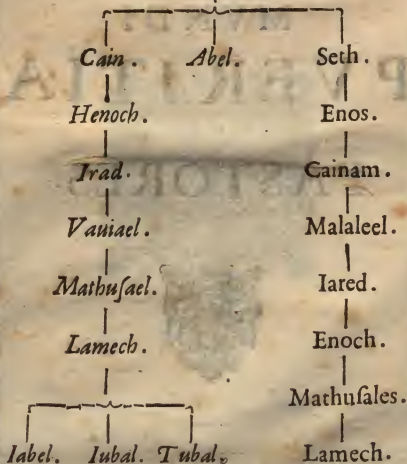 Cain. Abel. Seth.
Henoch. Enos.
Irad. Cainam.
Vauiael. Malaleel.
Mathuſael. Iared.
Lamech. Enoch.
Mathuſales.
Iabel. Iubal. Tubal. Lamech.